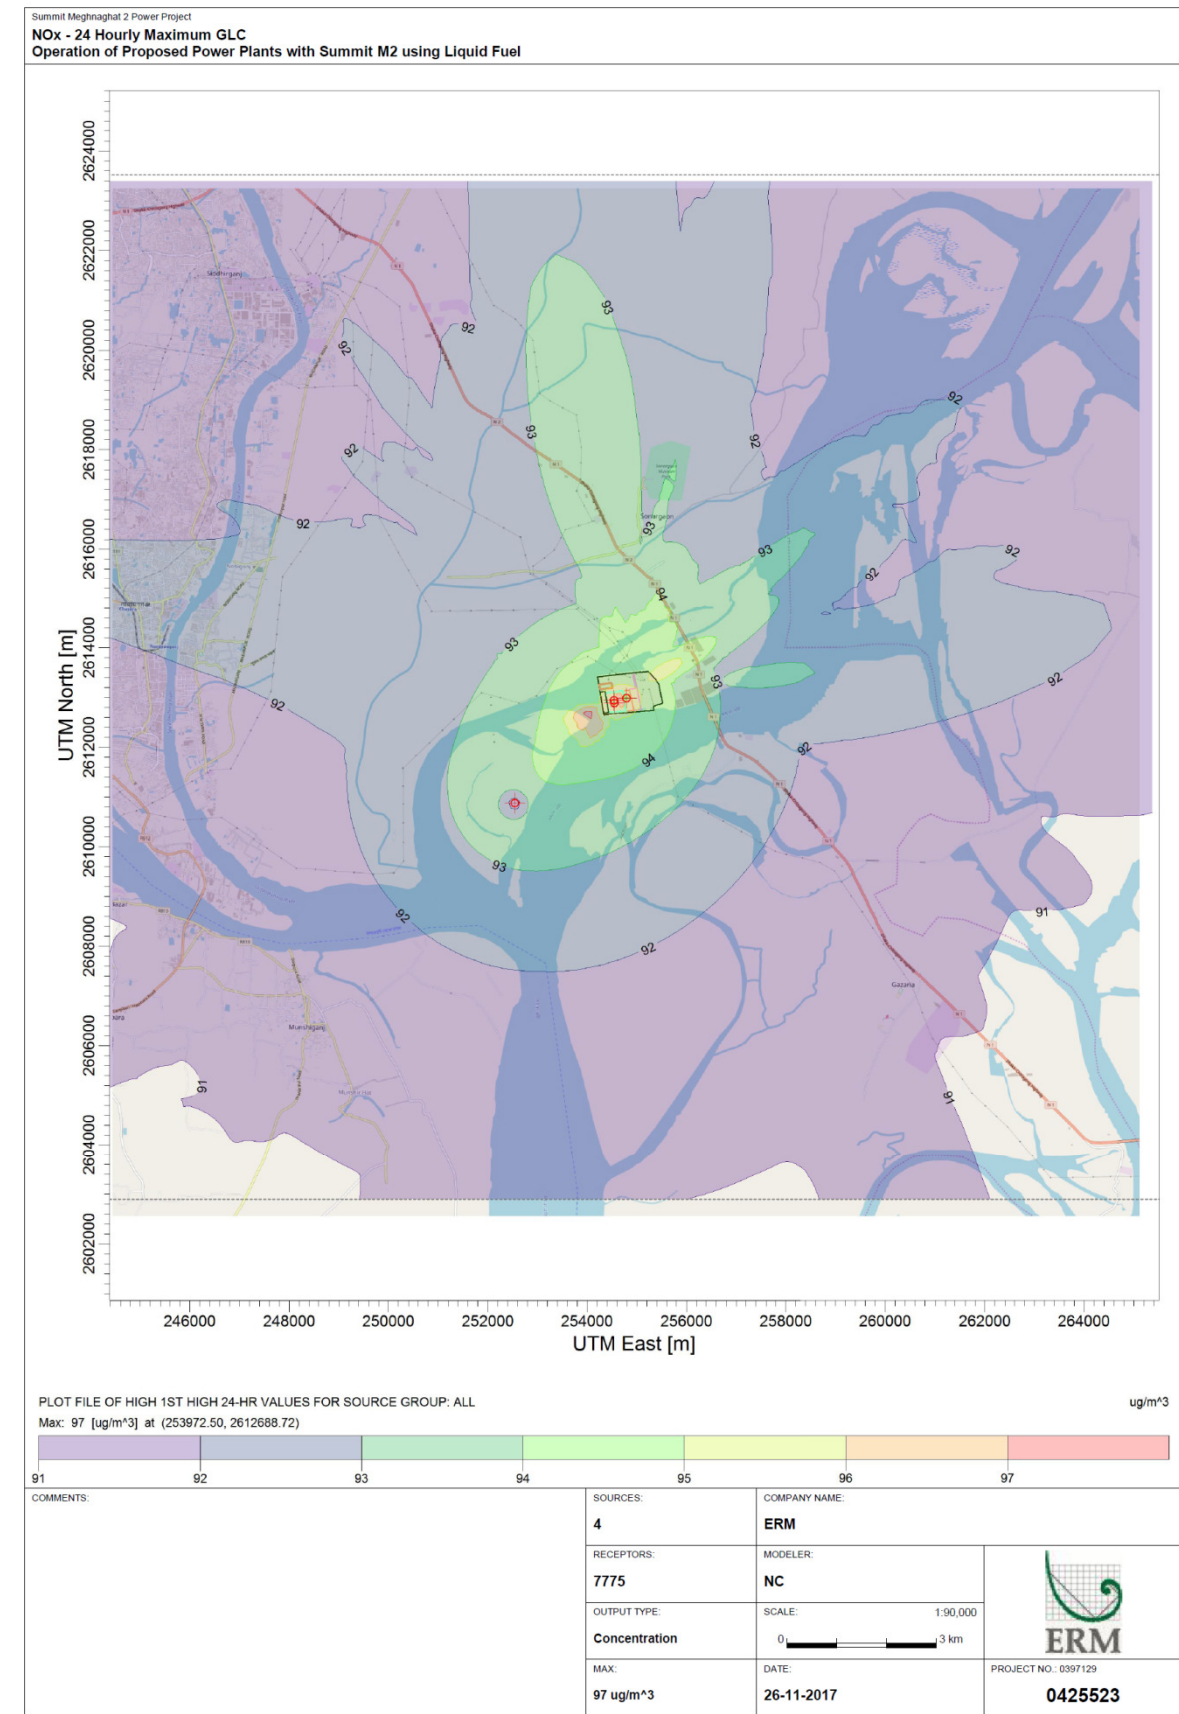 Summit Meghnaghat 2 Power Project
NOx - 24 Hourly Maximum GLC
Operation of Proposed Power Plants with Summit M2 using Liquid Fuel
UTM North [m]
2624000
2622000
2620000
2618000
2616000
2614000
2612000
2610000
2608000
2606000
2604000
2602000
93
92
92
92
93
92
92
93
92
93
92
92
94
93
93
92
92
94
92
93
92
92
91
91
91
Siddhirganj
Sonargaon
Gazaria
Munshiganj
246000 248000 250000 252000 254000 256000 258000 260000 262000 264000
UTM East [m]
PLOT FILE OF HIGH 1ST HIGH 24-HR VALUES FOR SOURCE GROUP: ALL
ug/m^3
Max: 97 [ug/m^3] at (253972.50, 2612688.72)
91 92 93 94 95 96 97
COMMENTS:
SOURCES:
4
COMPANY NAME:
ERM
RECEPTORS:
7775
MODELER:
NC
OUTPUT TYPE:
Concentration
SCALE: 1:90,000
0 3 km
ERM
MAX:
97 ug/m^3
DATE:
26-11-2017
PROJECT NO.: 0397129
0425523